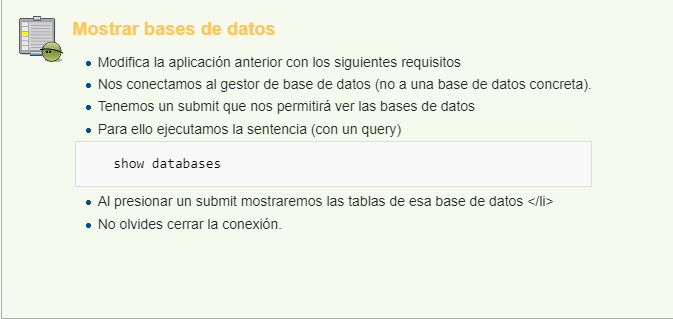 Mostrar bases de datos
Modifica la aplicación anterior con los siguientes requisitos
Nos conectamos al gestor de base de datos (no a una base de datos concreta).
Tenemos un submit que nos permitirá ver las bases de datos
Para ello ejecutamos la sentencia (con un query)
show databases
Al presionar un submit mostraremos las tablas de esa base de datos </li>
No olvides cerrar la conexión.